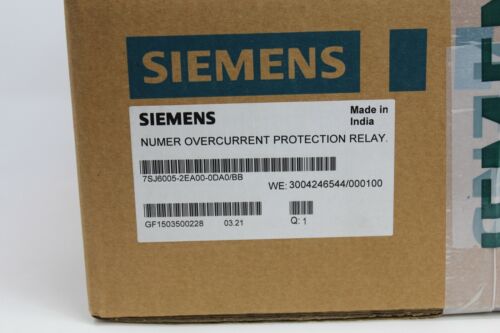 SIEMENS
SIEMENS
Made in
India
NUMER OVERCURRENT PROTECTION RELAY.
7SJ6005-2EA00-0DA0/BB
WE: 3004246544/000100
GF1503500228 03.21 Q: 1